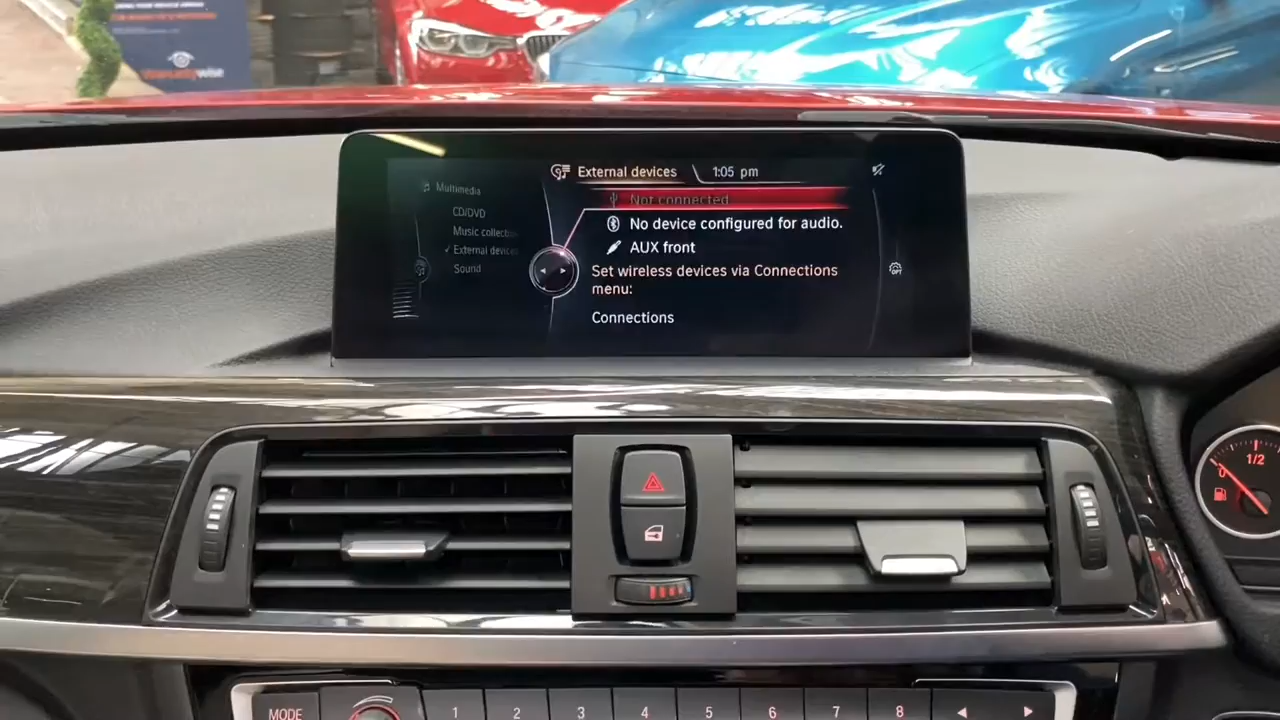 External devices
1:05 pm
Multimedia
CD/DVD
Music collectio
External devices
Sound
Not connected
No device configured for audio.
AUX front
Set wireless devices via Connections
menu:
Connections
OPT
1/2
0
MODE
1
2
3
4
5
6
7
8